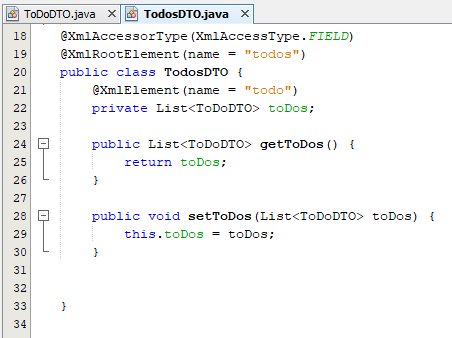 ToDoDTO.java TodosDTO.java
18 @XmlAccessorType(XmlAccessType.FIELD)
19 @XmlRootElement(name = "todos")
20 public class TodosDTO {
21 @XmlElement(name = "todo")
22 private List<ToDoDTO> toDos;
23
24 public List<ToDoDTO> getToDos() {
25 return toDos;
26 }
27
28 public void setToDos(List<ToDoDTO> toDos) {
29 this.toDos = toDos;
30 }
31
32
33 }
34